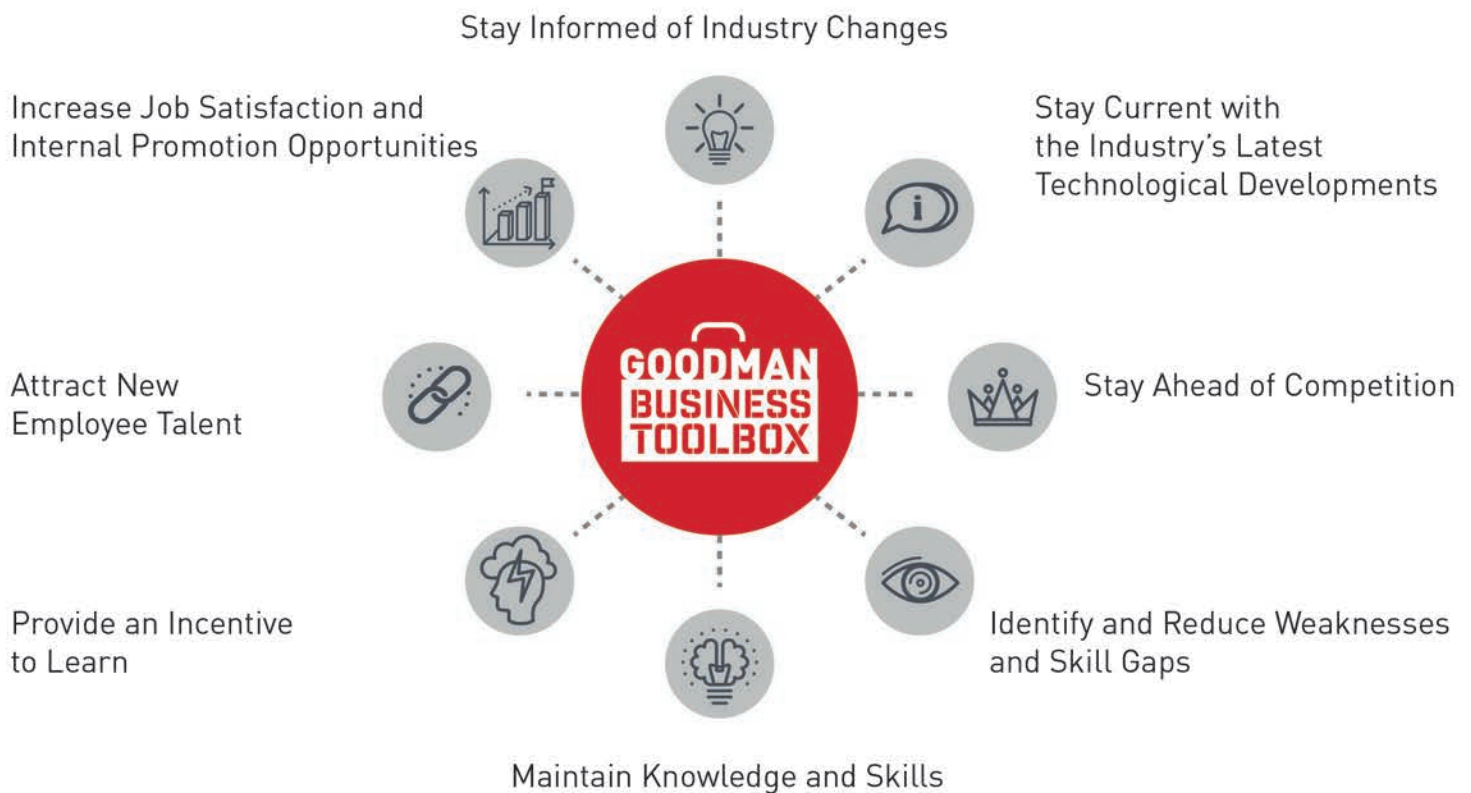 Stay Informed of Industry Changes
Increase Job Satisfaction and
Internal Promotion Opportunities
Stay Current with
the Industry’s Latest
Technological Developments
i
GOODMAN
BUSINESS
TOOLBOX
Attract New
Employee Talent
Stay Ahead of Competition
Provide an Incentive
to Learn
Identify and Reduce Weaknesses
and Skill Gaps
Maintain Knowledge and Skills